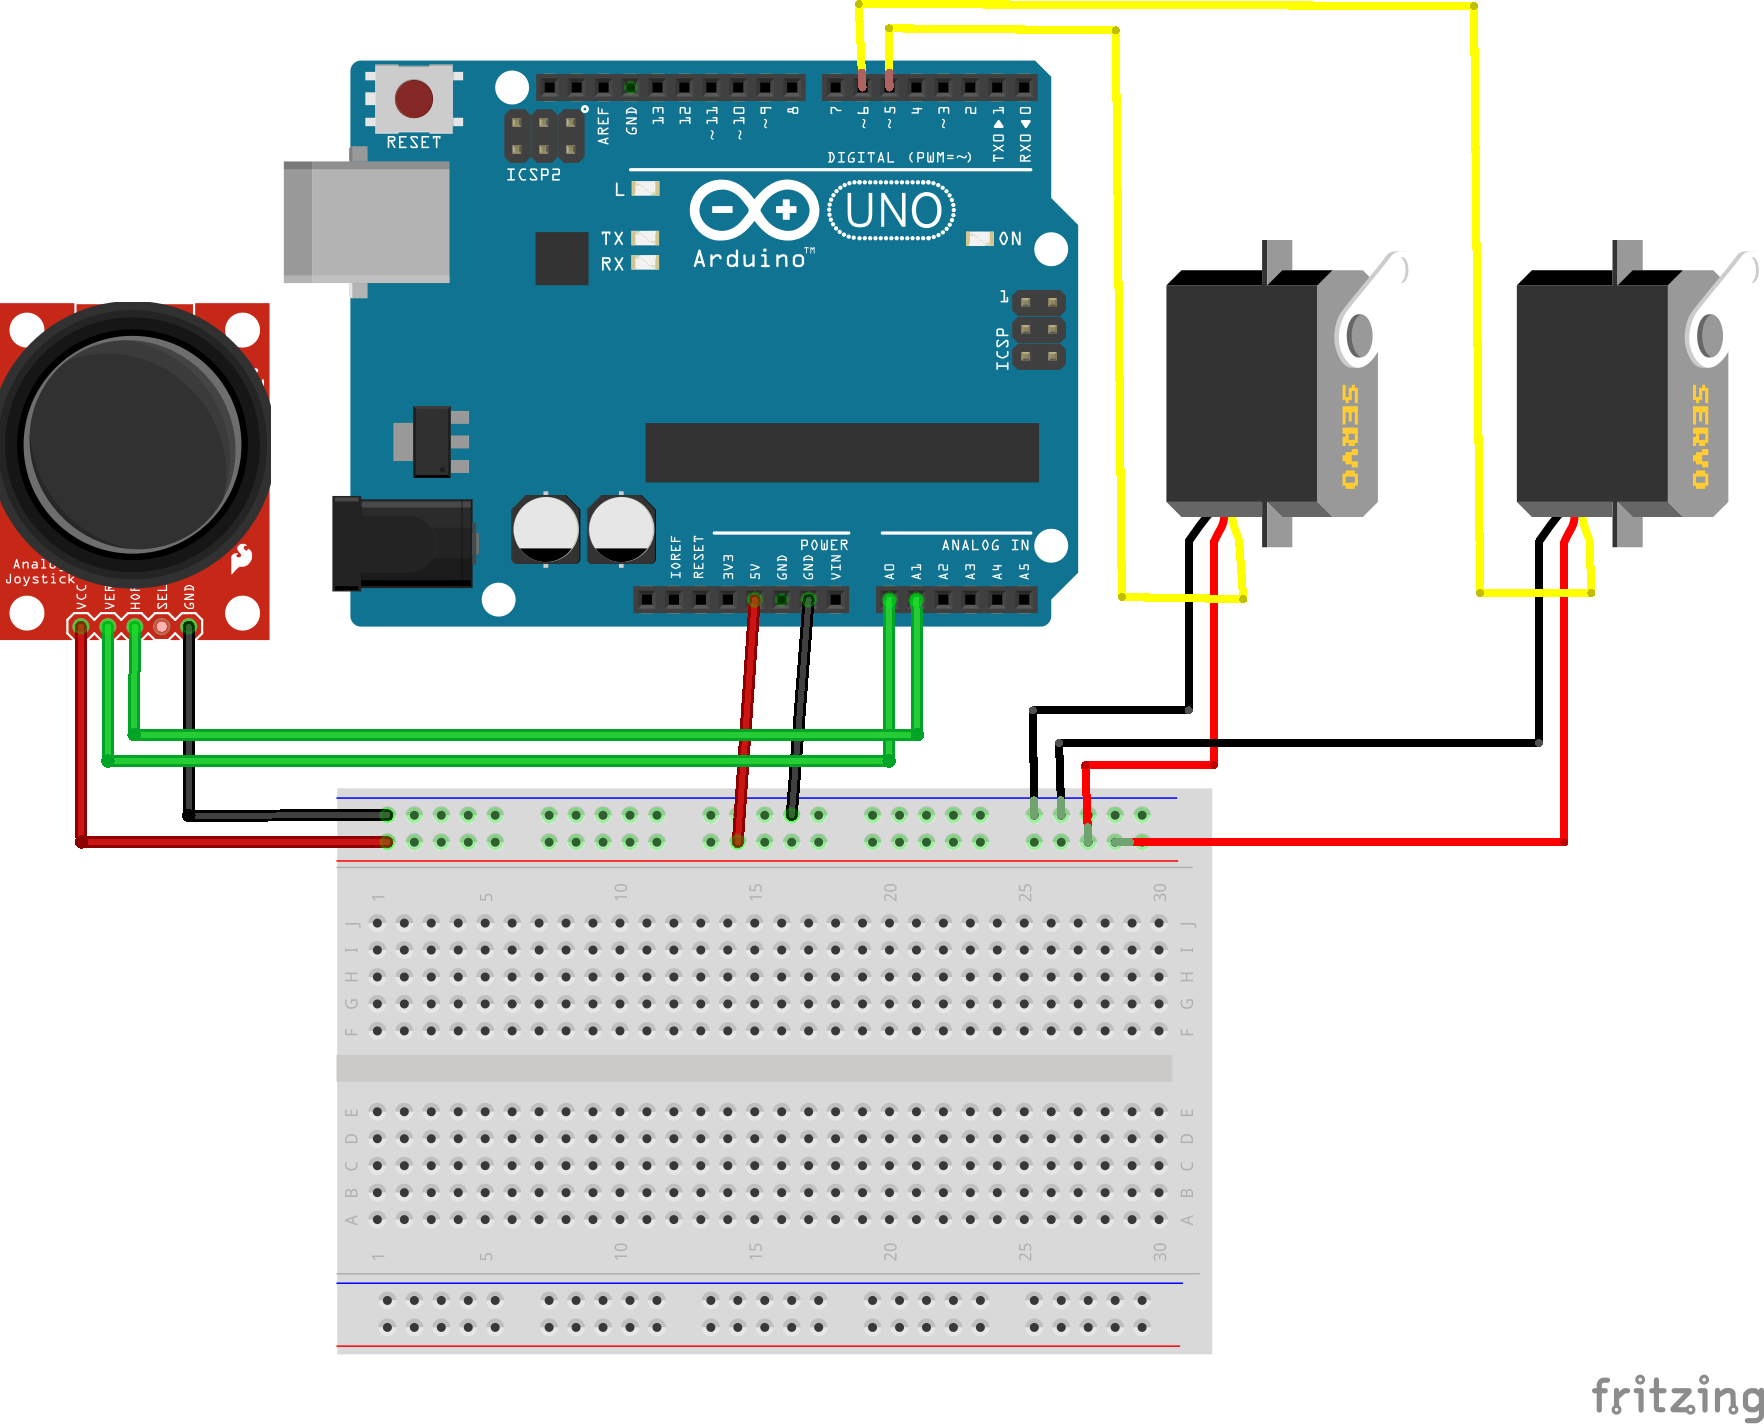 RESET
ICSP2
AREF
GND
13
12
~11
~10
~9
8
7
~6
~5
4
~3
2
TX0▶1
RX0◀0
DIGITAL (PWM=~)
L
TX
RX
UNO
Arduino™
ON
1
ICSP
SERVO
SERVO
Analog
Joystick
VCC
VER
HOR
SEL
GND
IOREF
RESET
3V3
5V
GND
GND
VIN
POWER
A0
A1
A2
A3
A4
A5
ANALOG IN
1 5 10 15 20 25 30
J J
I I
H H
G G
F F
E E
D D
C C
B B
A A
1 5 10 15 20 25 30
fritzing